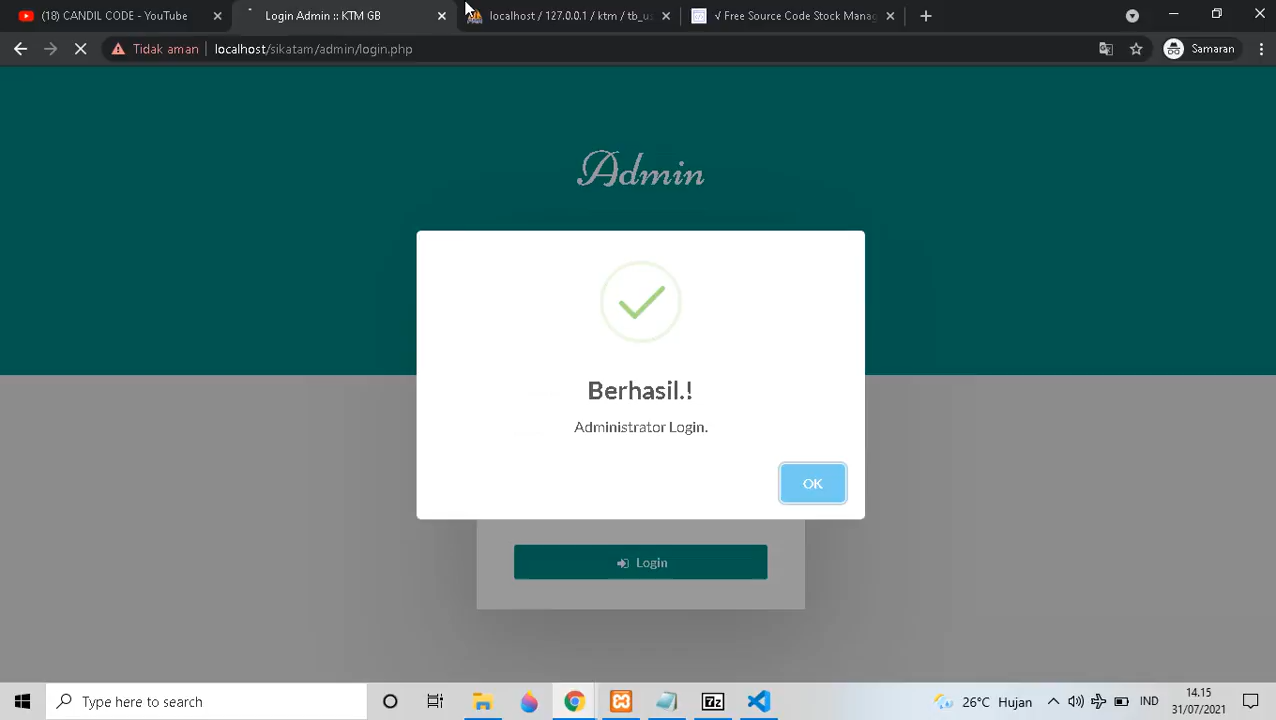 (18) CANDIL CODE - YouTube
Login Admin :: KTM GB
localhost / 127.0.0.1 / ktm / tb_u
√ Free Source Code Stock Manag
Tidak aman
localhost/sikatam/admin/login.php
Samaran
Admin
Berhasil.!
Administrator Login.
OK
Login
Type here to search
7z
26°C Hujan
IND
14.15
31/07/2021